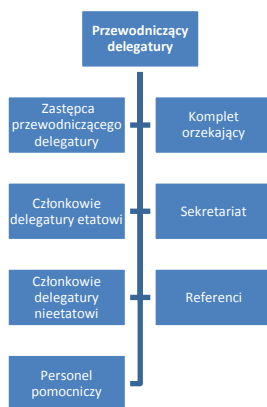 Przewodniczący
delegatury
Zastępca
przewodniczącego
delegatury
Komplet
orzekający
Członkowie
delegatury etatowi
Sekretariat
Członkowie
delegatury
nieetatowi
Referenci
Personel
pomocniczy